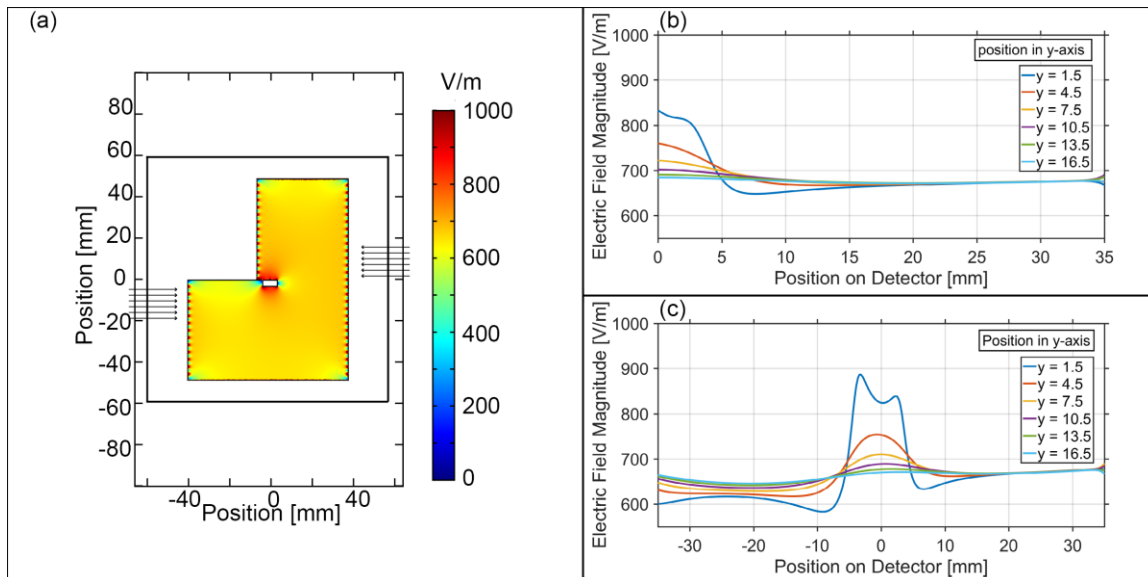 (a)
V/m
1000
800
600
400
200
0
80
60
40
20
0
-20
-40
-60
-80
Position [mm]
-40
0
40
Position [mm]
(b)
Electric Field Magnitude [V/m]
1000
900
800
700
600
0
5
10
15
20
25
30
35
Position on Detector [mm]
position in y-axis
y = 1.5
y = 4.5
y = 7.5
y = 10.5
y = 13.5
y = 16.5
(c)
Electric Field Magnitude [V/m]
1000
900
800
700
600
-30
-20
-10
0
10
20
30
Position on Detector [mm]
Position in y-axis
y = 1.5
y = 4.5
y = 7.5
y = 10.5
y = 13.5
y = 16.5